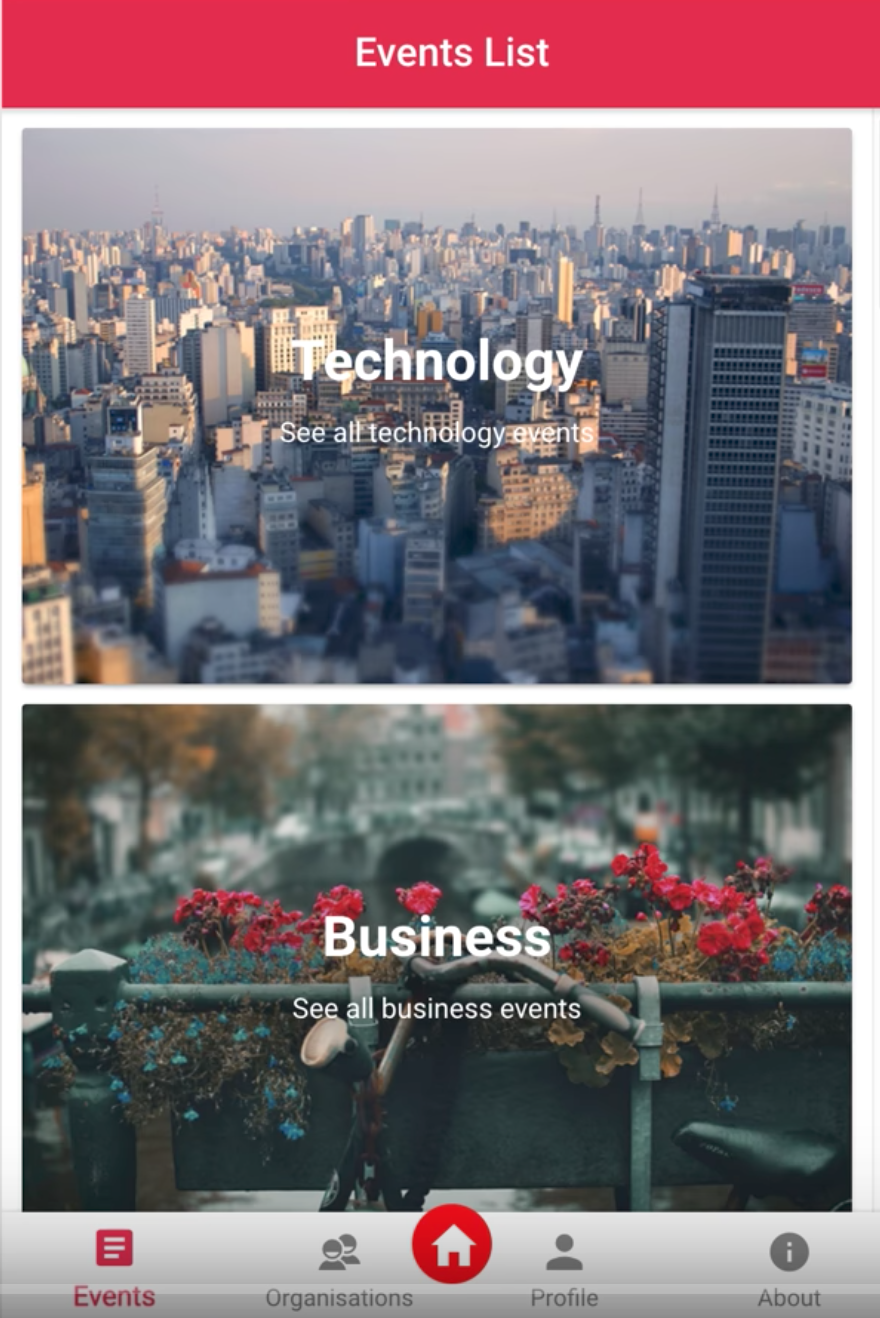 Events List
Technology
See all technology events
Business
See all business events
Events
Organisations
Profile
About